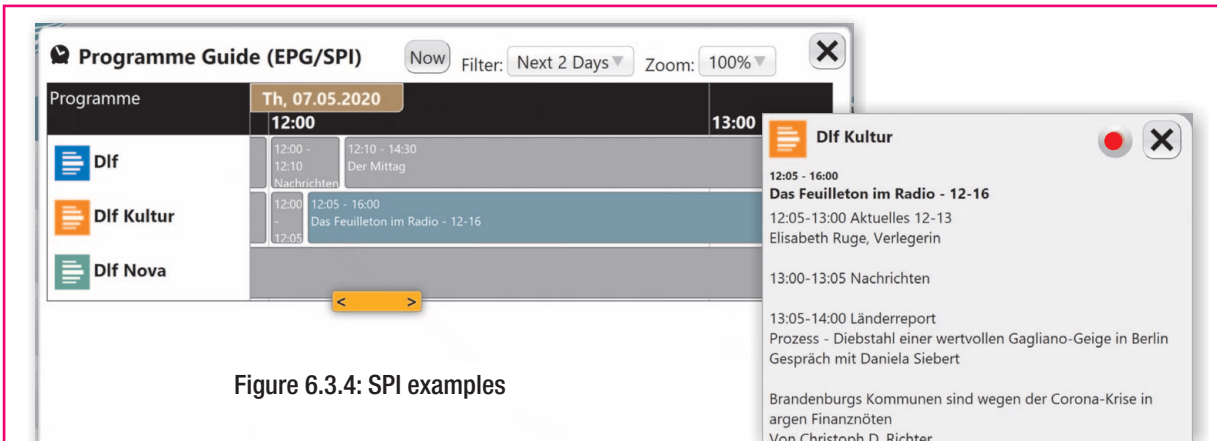 Programme Guide (EPG/SPI)
Now
Filter: Next 2 Days
Zoom: 100%
Programme
Th, 07.05.2020
12:00
13:00
Dlf
12:00 -
12:10
Nachrichten
12:10 - 14:30
Der Mittag
Dlf Kultur
12:00
-
12:05
12:05 - 16:00
Das Feuilleton im Radio - 12-16
Dlf Nova
< >
Figure 6.3.4: SPI examples
Dlf Kultur
12:05 - 16:00
Das Feuilleton im Radio - 12-16
12:05-13:00 Aktuelles 12-13
Elisabeth Ruge, Verlegerin
13:00-13:05 Nachrichten
13:05-14:00 Länderreport
Prozess - Diebstahl einer wertvollen Gagliano-Geige in Berlin
Gespräch mit Daniela Siebert
Brandenburgs Kommunen sind wegen der Corona-Krise in
argen Finanznöten
Von Christoph D. Richter